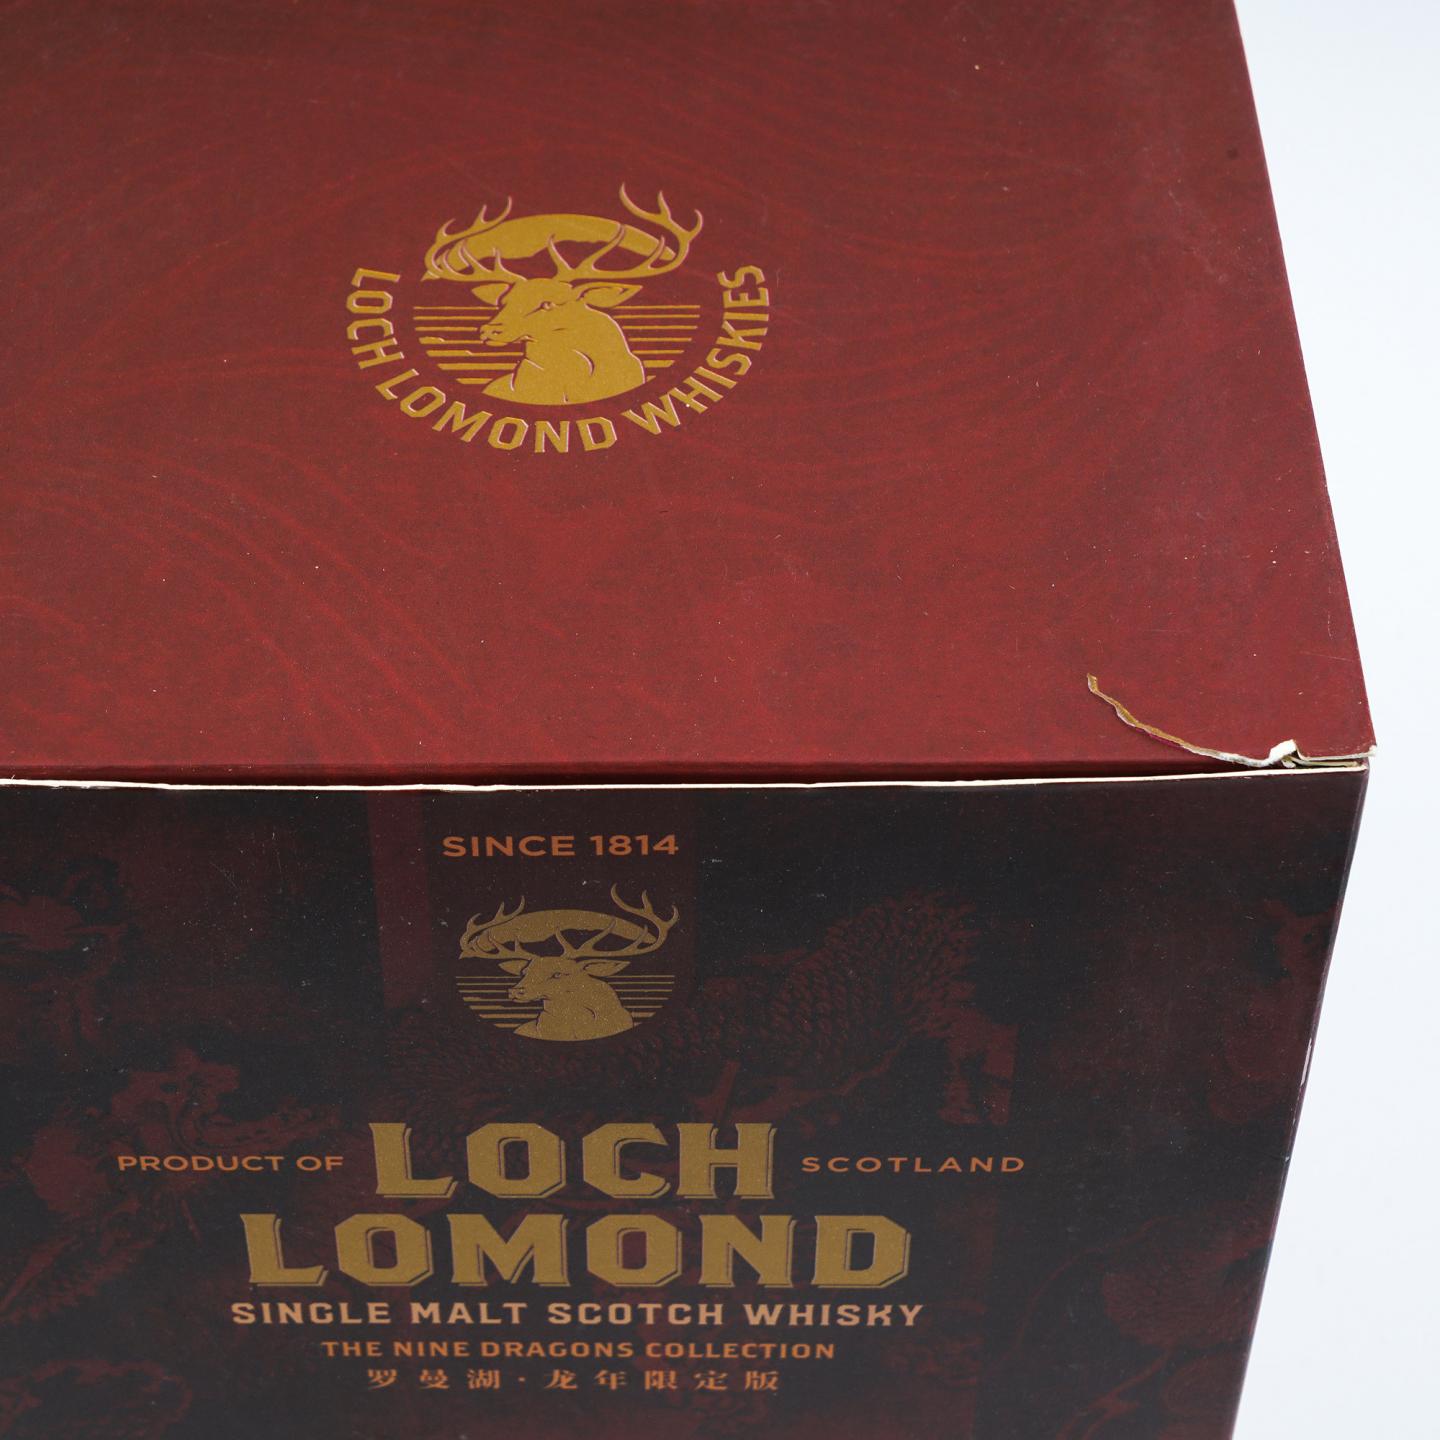 LOCH LOMOND WHISKIES
SINCE 1814
PRODUCT OF LOCH SCOTLAND
LOMOND
SINGLE MALT SCOTCH WHISKY
THE NINE DRAGONS COLLECTION
罗曼湖·龙年限定版